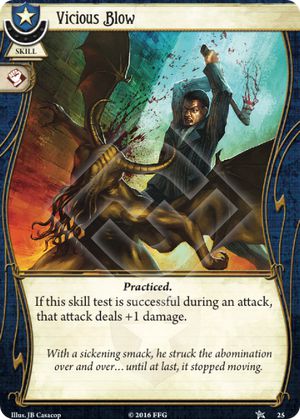 Vicious Blow
SKILL
Practiced.
If this skill test is successful during an attack,
that attack deals +1 damage.
With a sickening smack, he struck the abomination
over and over… until at last, it stopped moving.
Illus. JB Casacop
© 2016 FFG
25